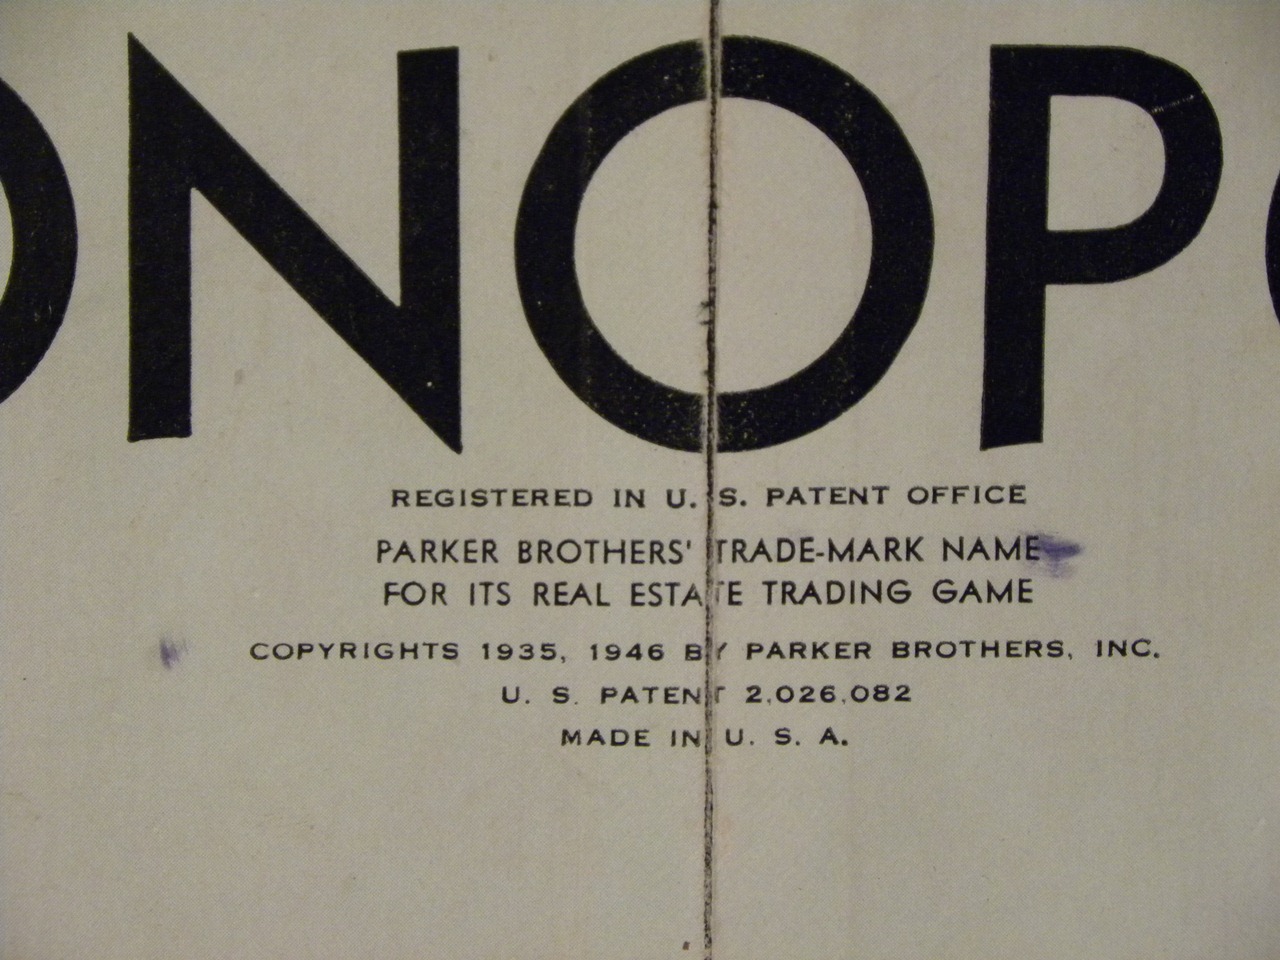 ONOPO
REGISTERED IN U. S. PATENT OFFICE
PARKER BROTHERS' TRADE-MARK NAME
FOR ITS REAL ESTATE TRADING GAME
COPYRIGHTS 1935, 1946 BY PARKER BROTHERS, INC.
U. S. PATENT 2,026,082
MADE IN U. S. A.